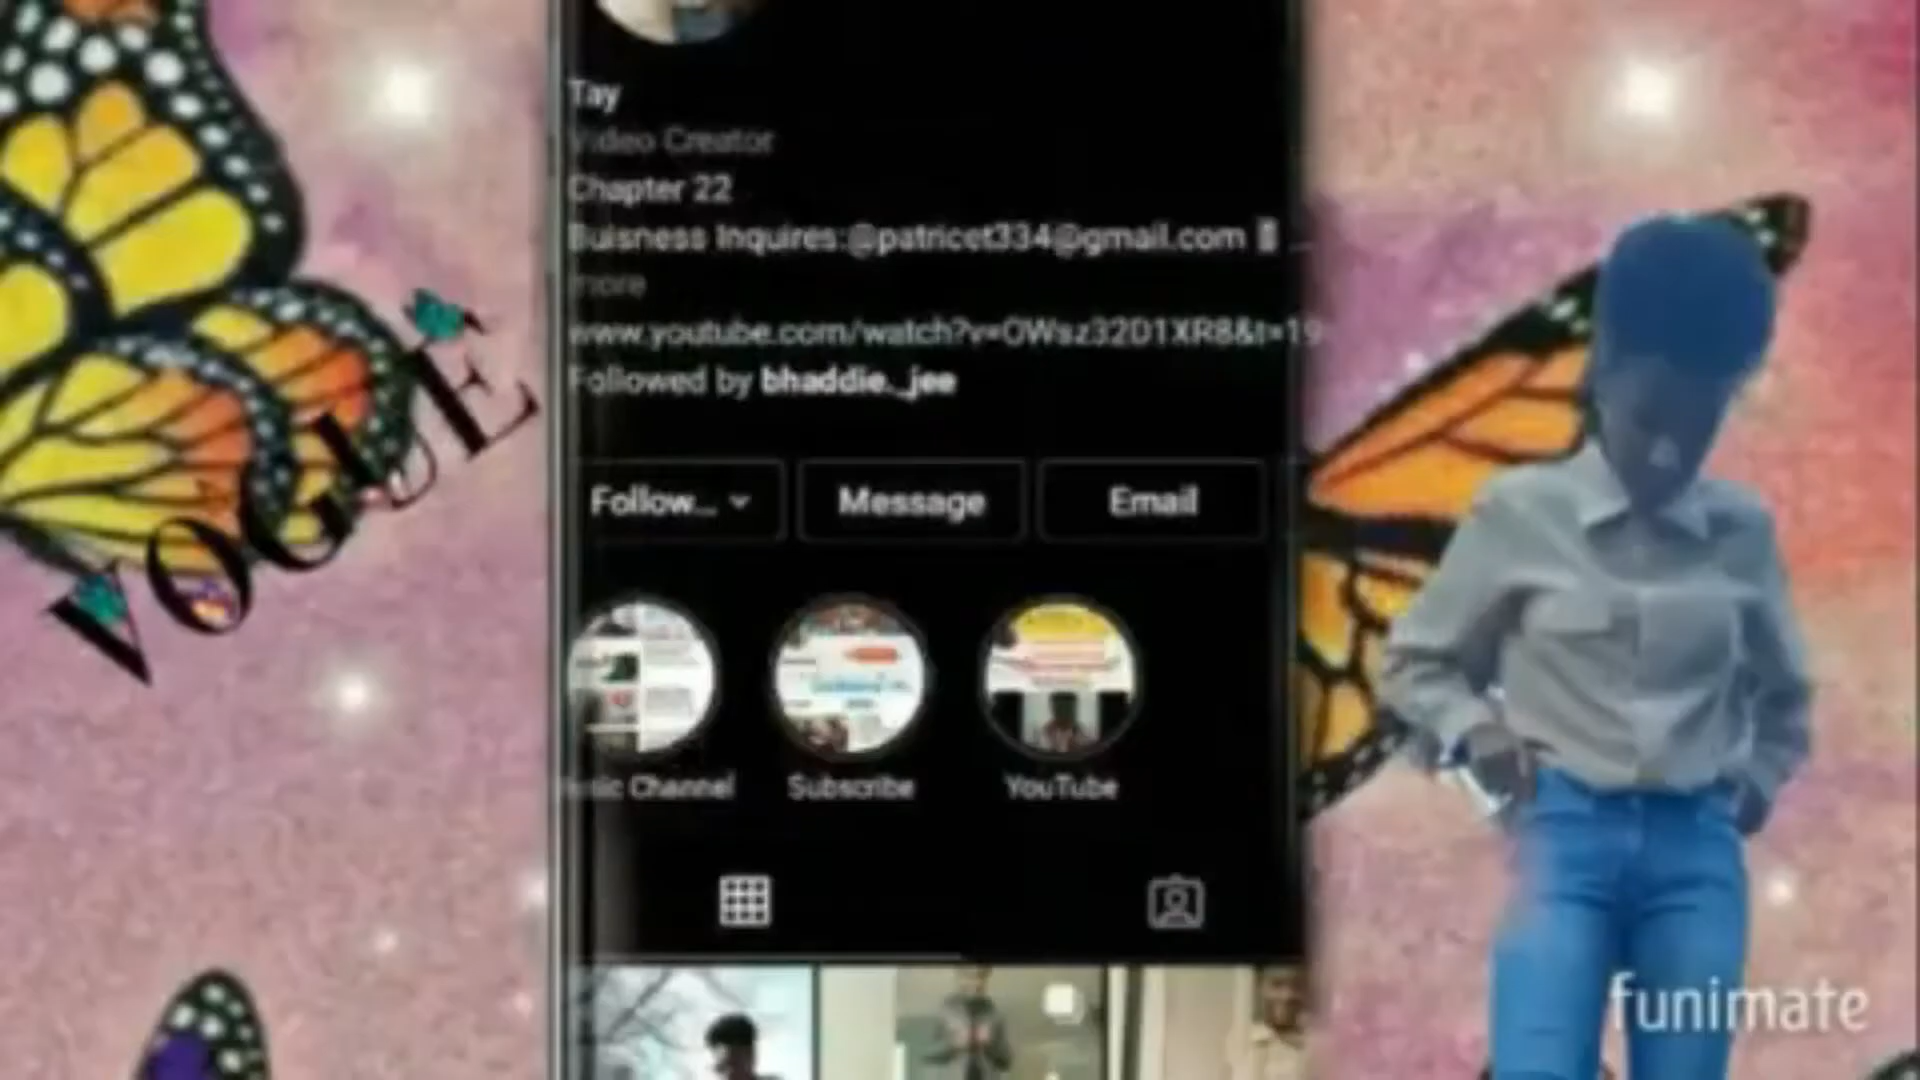 Tay
Video Creator
Chapter 22
Buisness Inquires:@patricet334@gmail.com ...
more
www.youtube.com/watch?v=OWsz32D1XR8&t=19
Followed by bhaddie._jee
Follow... Message Email
Channel Subscribe YouTube
VOGUE
funimate